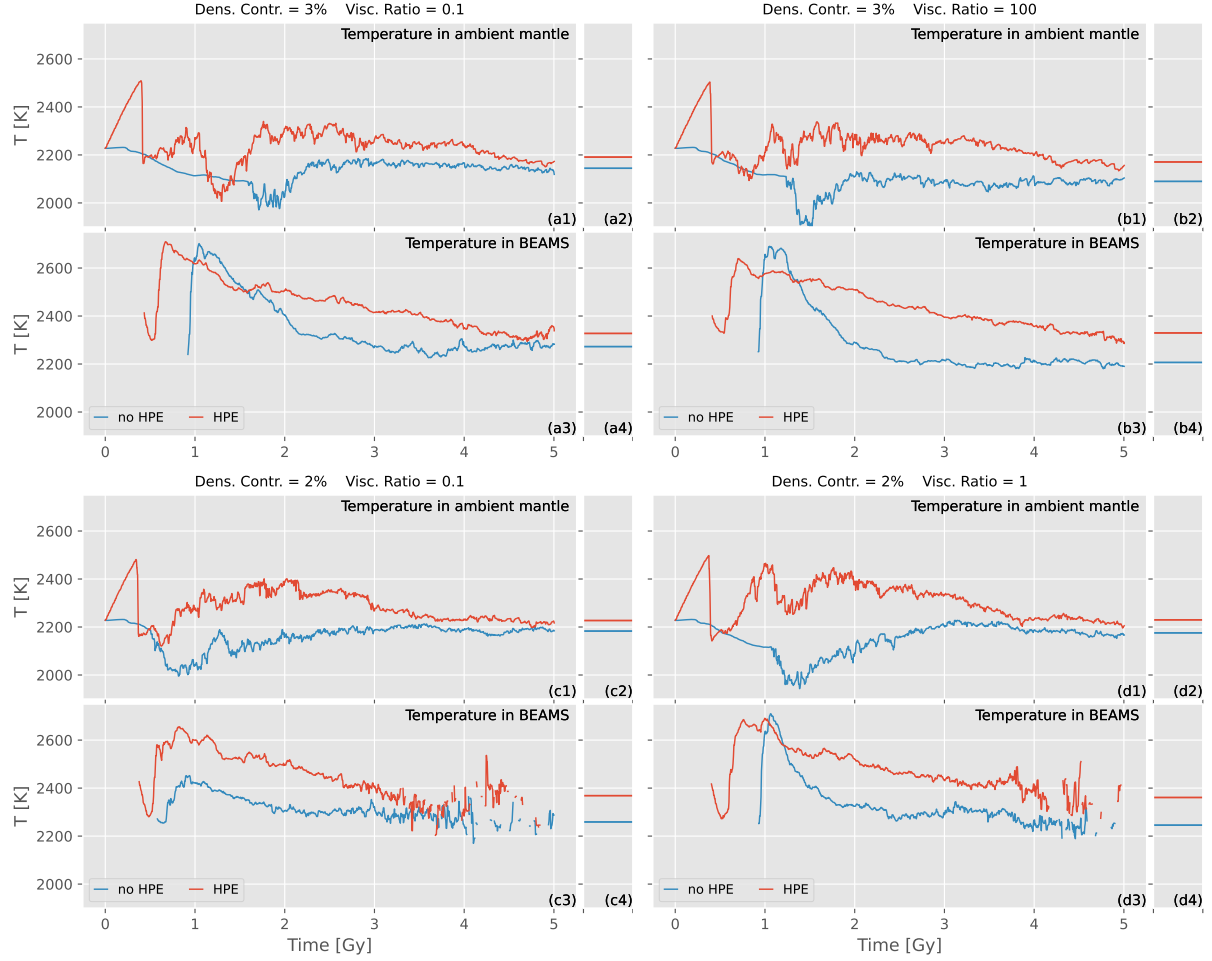 Dens. Contr. = 3%    Visc. Ratio = 0.1
Dens. Contr. = 3%    Visc. Ratio = 100
Temperature in ambient mantle
Temperature in ambient mantle
2600
2400
2200
2000
T [K]
(a1)
(a2)
(b1)
(b2)
Temperature in BEAMS
Temperature in BEAMS
2600
2400
2200
2000
T [K]
no HPE
HPE
no HPE
HPE
(a3)
(a4)
(b3)
(b4)
0 1 2 3 4 5
0 1 2 3 4 5
Dens. Contr. = 2%    Visc. Ratio = 0.1
Dens. Contr. = 2%    Visc. Ratio = 1
Temperature in ambient mantle
Temperature in ambient mantle
2600
2400
2200
2000
T [K]
(c1)
(c2)
(d1)
(d2)
Temperature in BEAMS
Temperature in BEAMS
2600
2400
2200
2000
T [K]
no HPE
HPE
no HPE
HPE
(c3)
(c4)
(d3)
(d4)
0 1 2 3 4 5
0 1 2 3 4 5
Time [Gy]
Time [Gy]